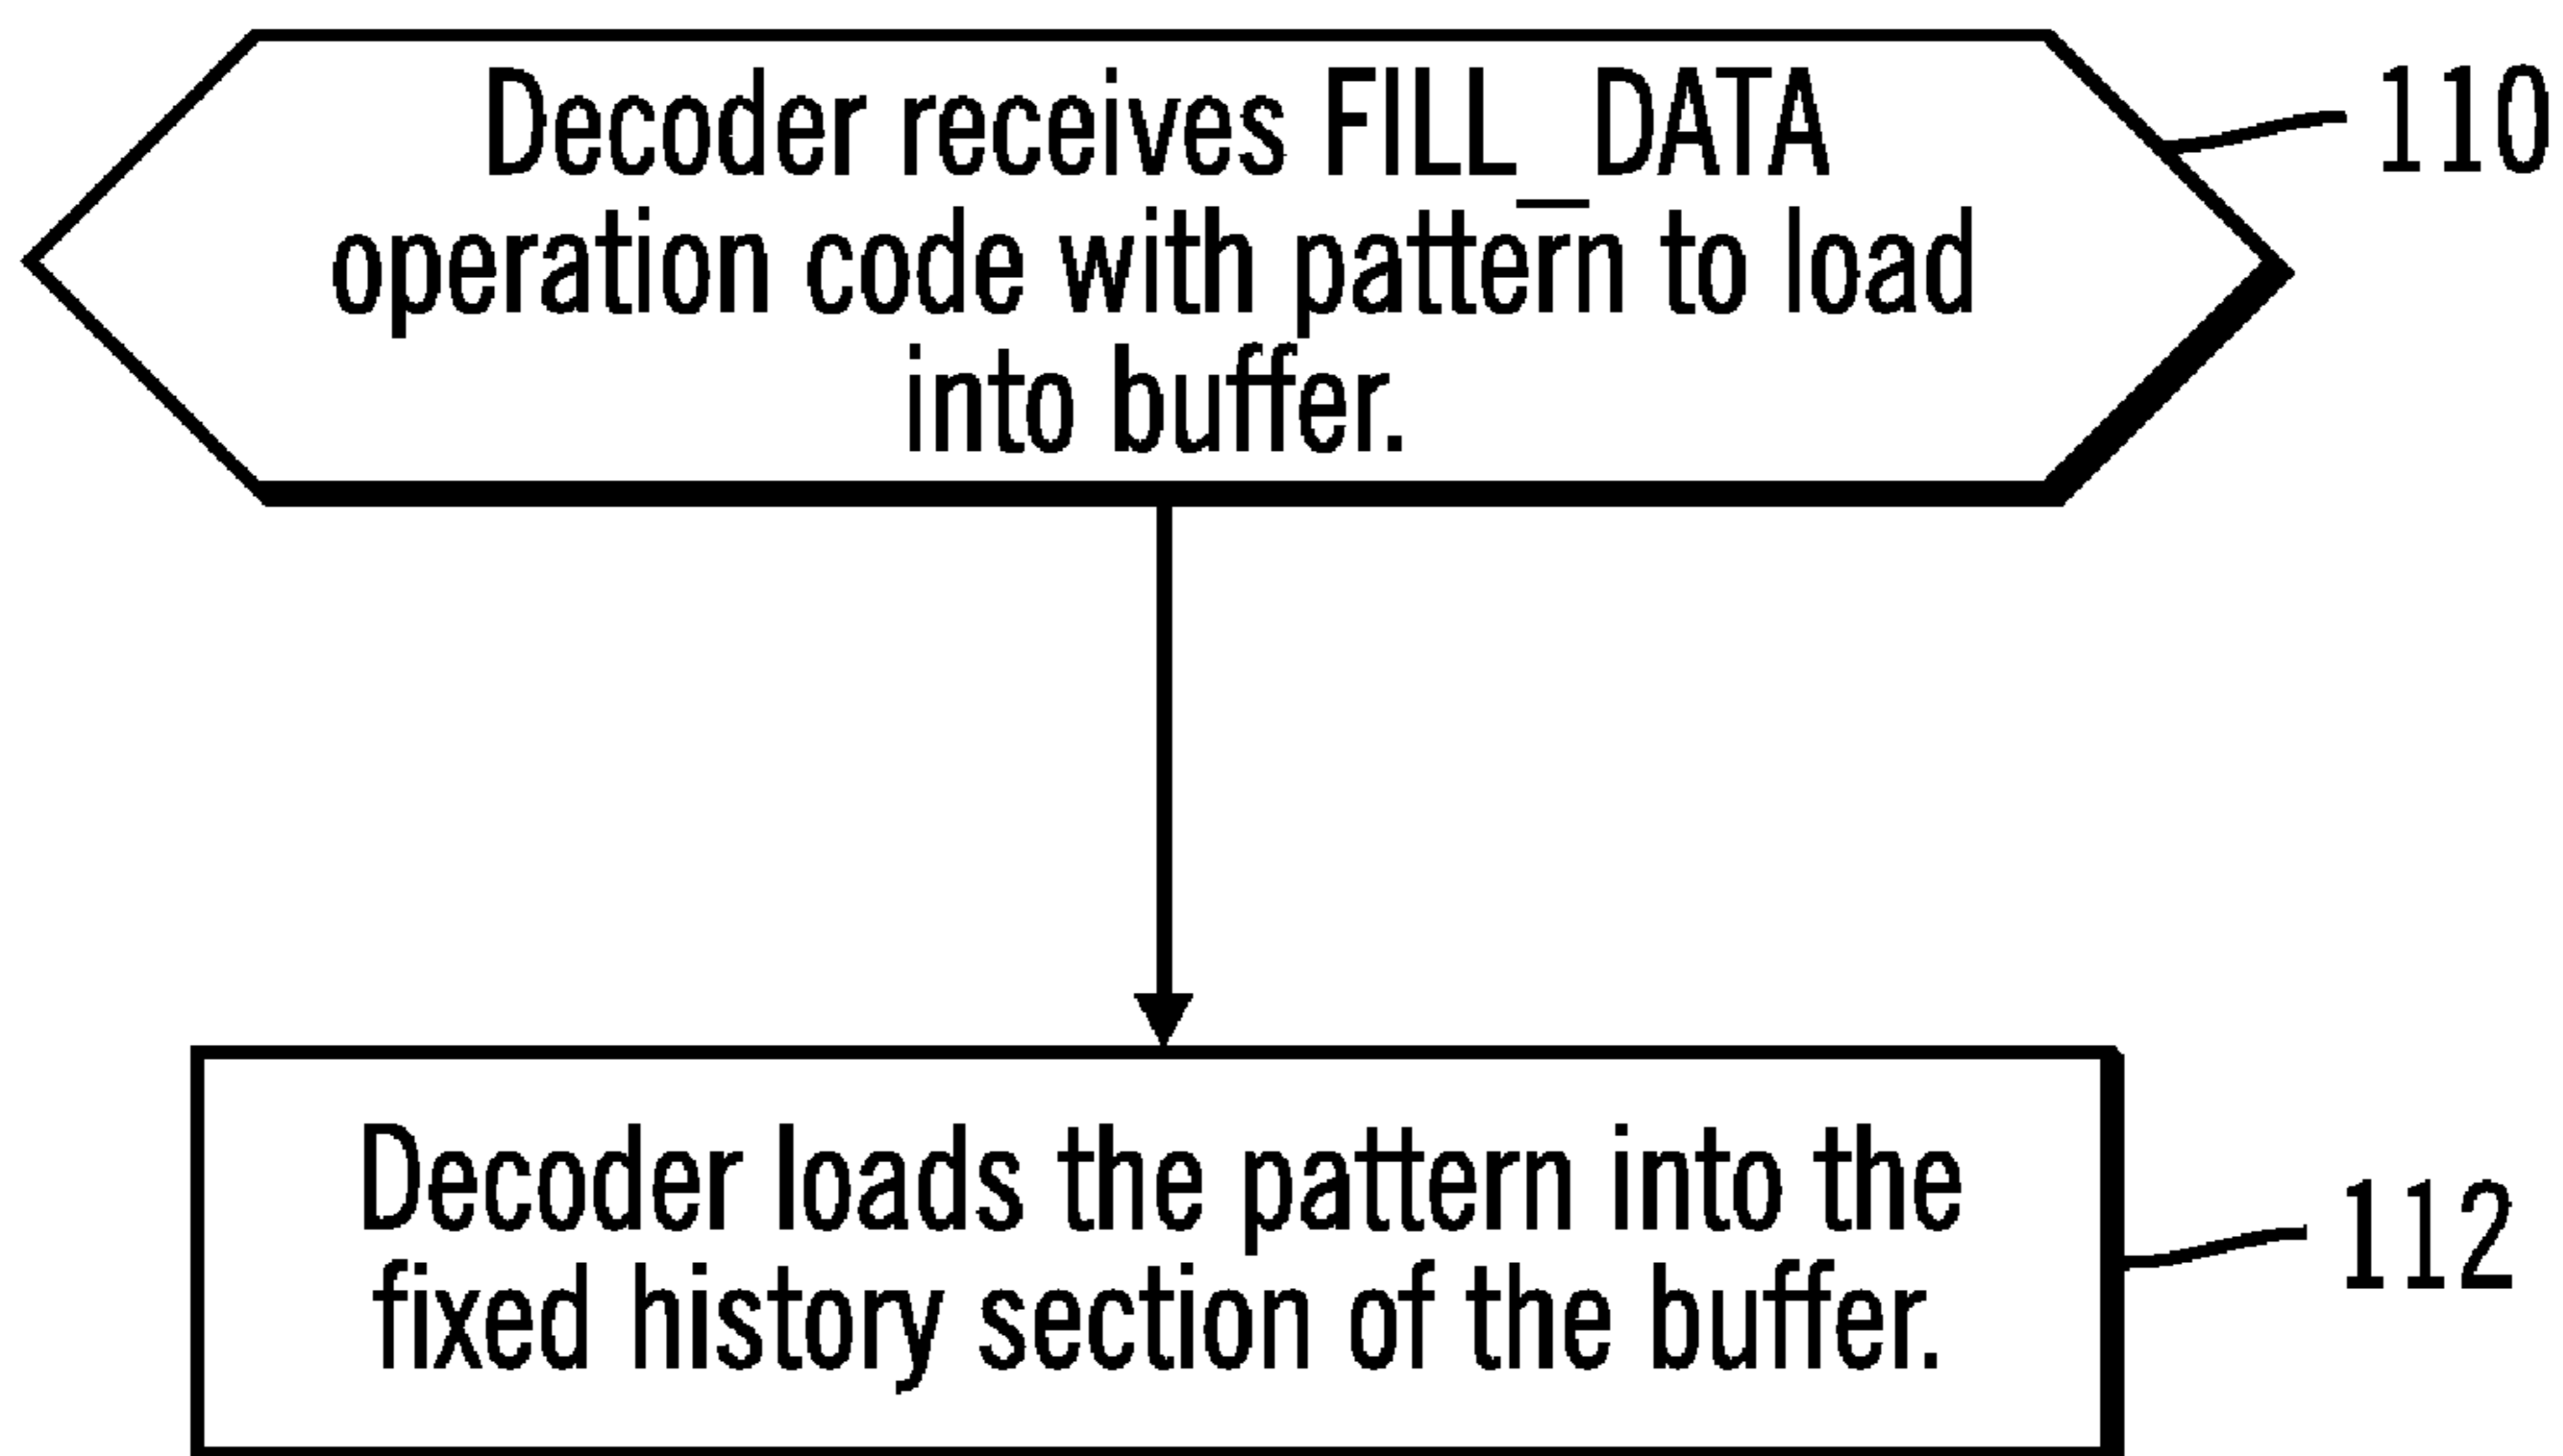 Decoder receives FILL_DATA 110
operation code with pattern to load
into buffer.
Decoder loads the pattern into the
fixed history section of the buffer.
112